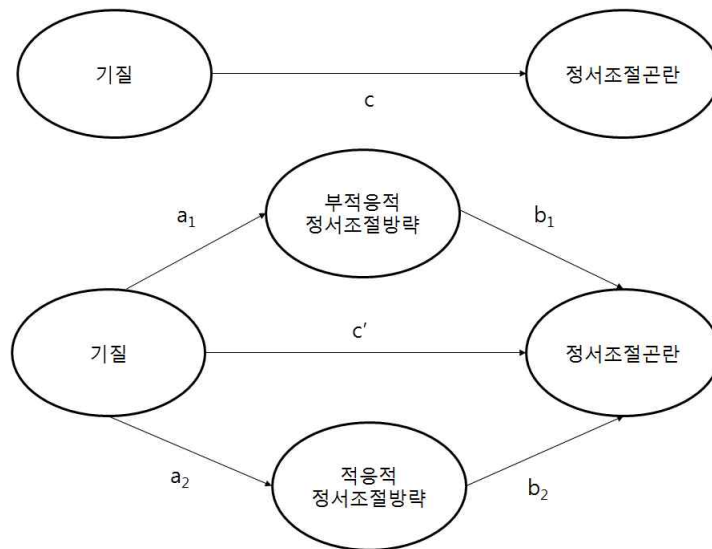 기질
정서조절곤란
c
부적응적
정서조절방략
a₁
b₁
기질
c′
정서조절곤란
적응적
정서조절방략
a₂
b₂